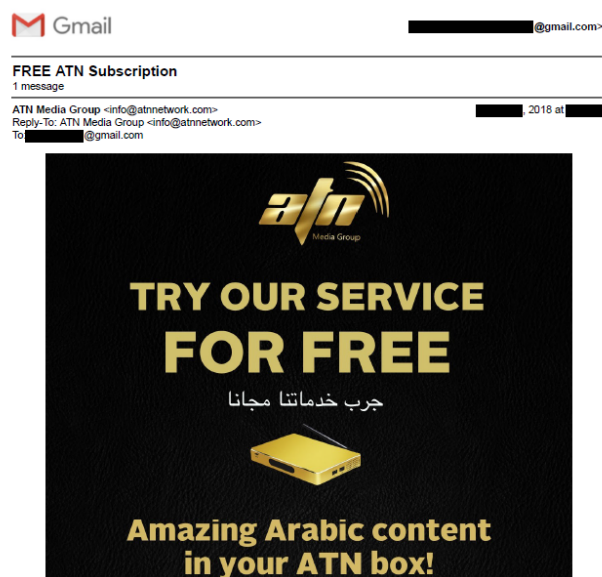 Gmail
@gmail.com>
FREE ATN Subscription
1 message
ATN Media Group <info@atnnetwork.com>
, 2018 at
Reply-To: ATN Media Group <info@atnnetwork.com>
To: @gmail.com
atn
Media Group
TRY OUR SERVICE
FOR FREE
جرب خدماتنا مجانا
Amazing Arabic content
in your ATN box!